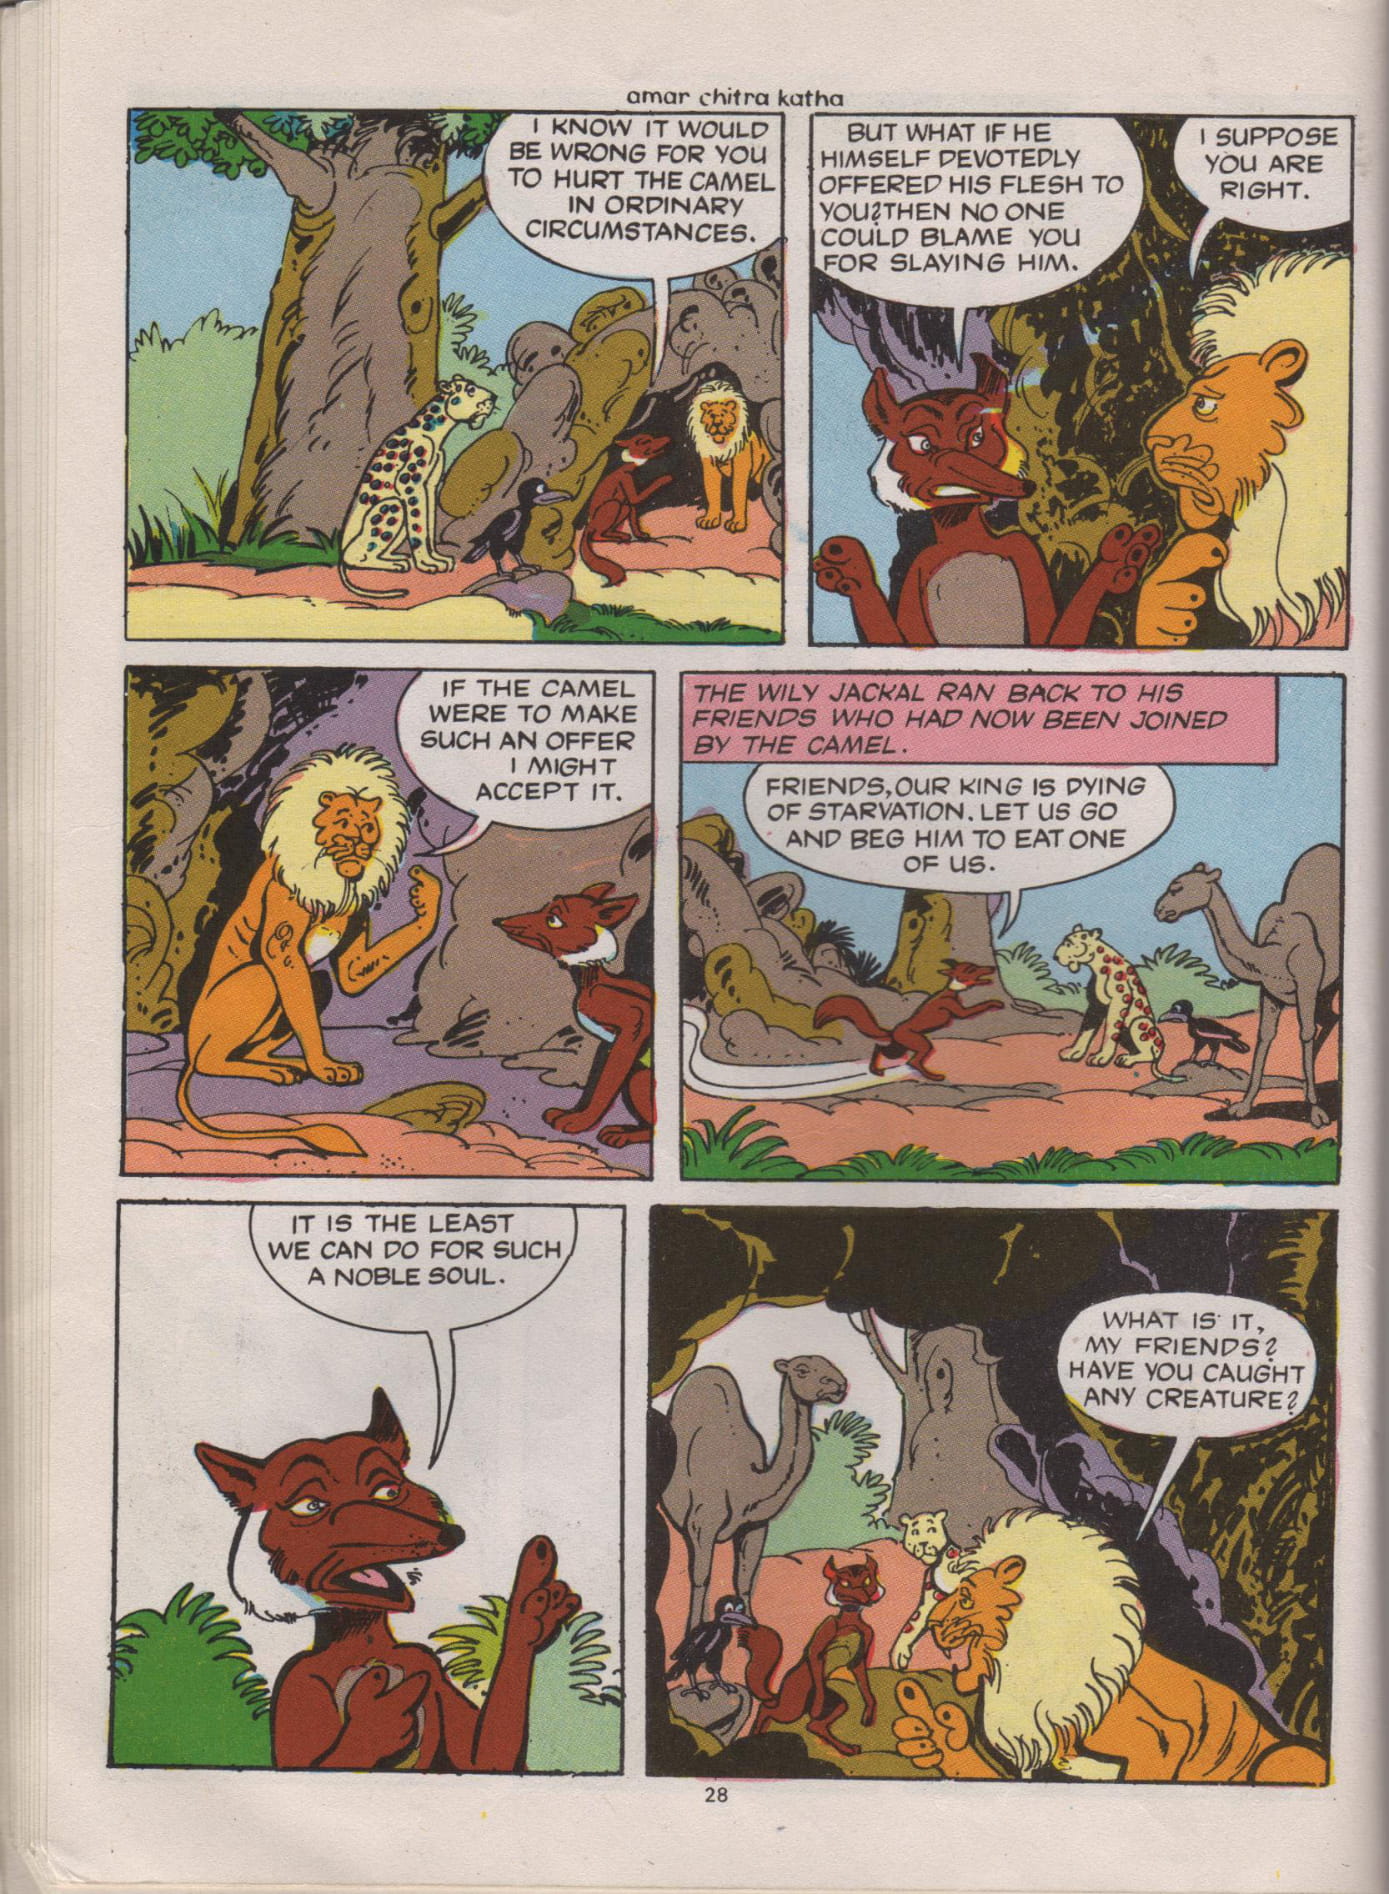 amar chitra katha
I KNOW IT WOULD
BE WRONG FOR YOU
TO HURT THE CAMEL
IN ORDINARY
CIRCUMSTANCES.
BUT WHAT IF HE
HIMSELF DEVOTEDLY
OFFERED HIS FLESH TO
YOU? THEN NO ONE
COULD BLAME YOU
FOR SLAYING HIM.
I SUPPOSE
YOU ARE
RIGHT.
IF THE CAMEL
WERE TO MAKE
SUCH AN OFFER
I MIGHT
ACCEPT IT.
THE WILY JACKAL RAN BACK TO HIS
FRIENDS WHO HAD NOW BEEN JOINED
BY THE CAMEL.
FRIENDS, OUR KING IS DYING
OF STARVATION. LET US GO
AND BEG HIM TO EAT ONE
OF US.
IT IS THE LEAST
WE CAN DO FOR SUCH
A NOBLE SOUL.
WHAT IS IT,
MY FRIENDS?
HAVE YOU CAUGHT
ANY CREATURE?
28